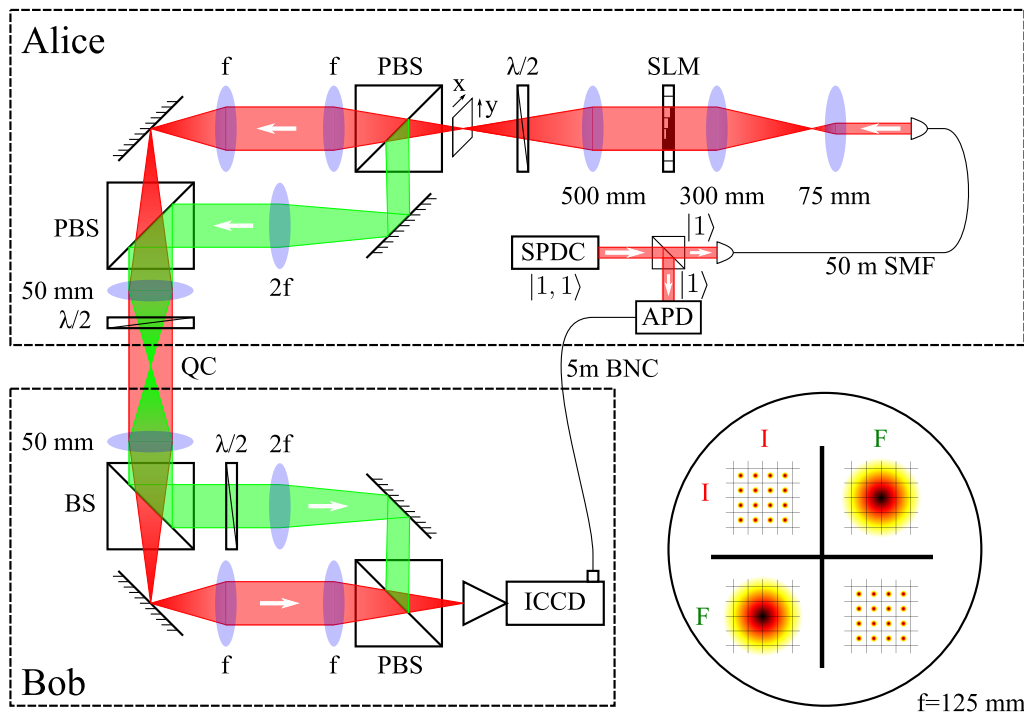 Alice
f
f
PBS
x
y
λ/2
SLM
500 mm
300 mm
75 mm
PBS
2f
SPDC
|1⟩
|1, 1⟩
|1⟩
50 m SMF
APD
50 mm
λ/2
QC
5m BNC
50 mm
λ/2
2f
BS
I
F
I
F
ICCD
f
f
PBS
Bob
f=125 mm